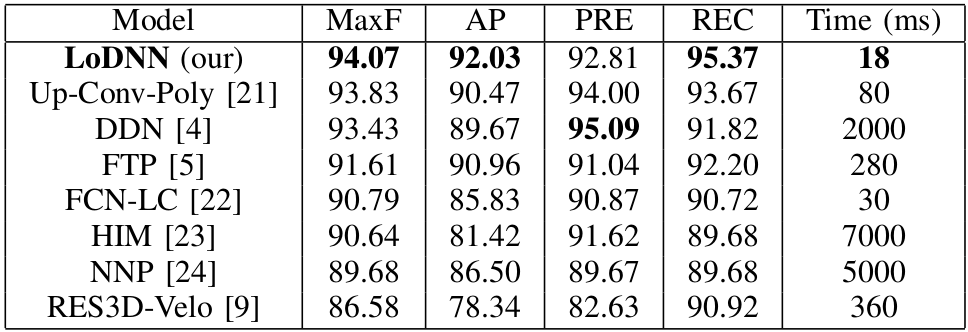 Model MaxF AP PRE REC Time (ms)
LoDNN (our) 94.07 92.03 92.81 95.37 18
Up-Conv-Poly [21] 93.83 90.47 94.00 93.67 80
DDN [4] 93.43 89.67 95.09 91.82 2000
FTP [5] 91.61 90.96 91.04 92.20 280
FCN-LC [22] 90.79 85.83 90.87 90.72 30
HIM [23] 90.64 81.42 91.62 89.68 7000
NNP [24] 89.68 86.50 89.67 89.68 5000
RES3D-Velo [9] 86.58 78.34 82.63 90.92 360